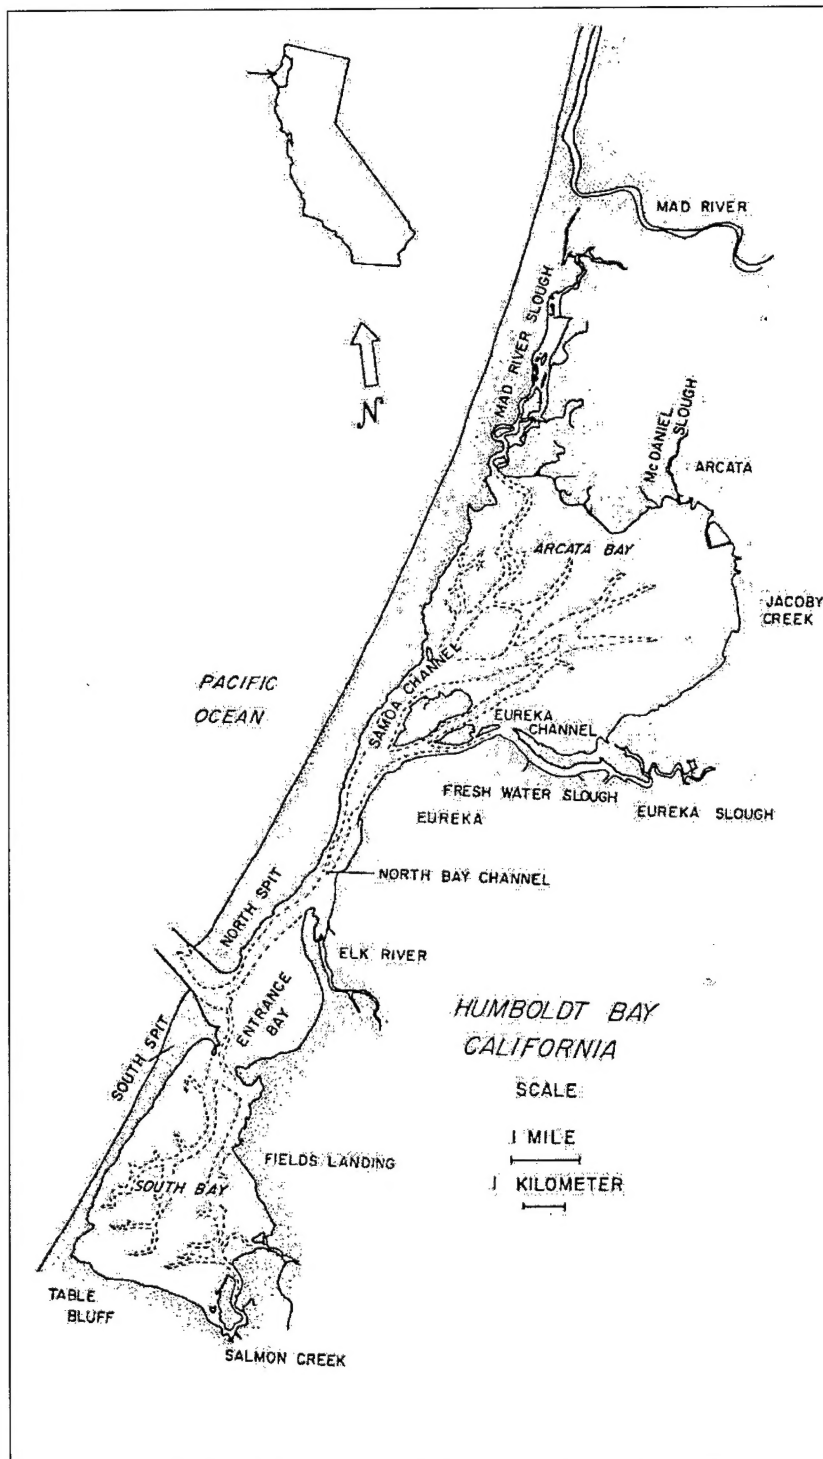 MAD RIVER
MAD RIVER SLOUGH
McDANIEL
SLOUGH
ARCATA
ARCATA BAY
JACOBY
CREEK
PACIFIC
OCEAN
SAMOA CHANNEL
EUREKA
CHANNEL
FRESH WATER SLOUGH
EUREKA SLOUGH
EUREKA
NORTH BAY CHANNEL
NORTH SPIT
ELK RIVER
ENTRANCE
BAY
SOUTH SPIT
HUMBOLDT BAY
CALIFORNIA
SCALE
1 MILE
1 KILOMETER
FIELDS LANDING
SOUTH BAY
TABLE
BLUFF
SALMON CREEK
N